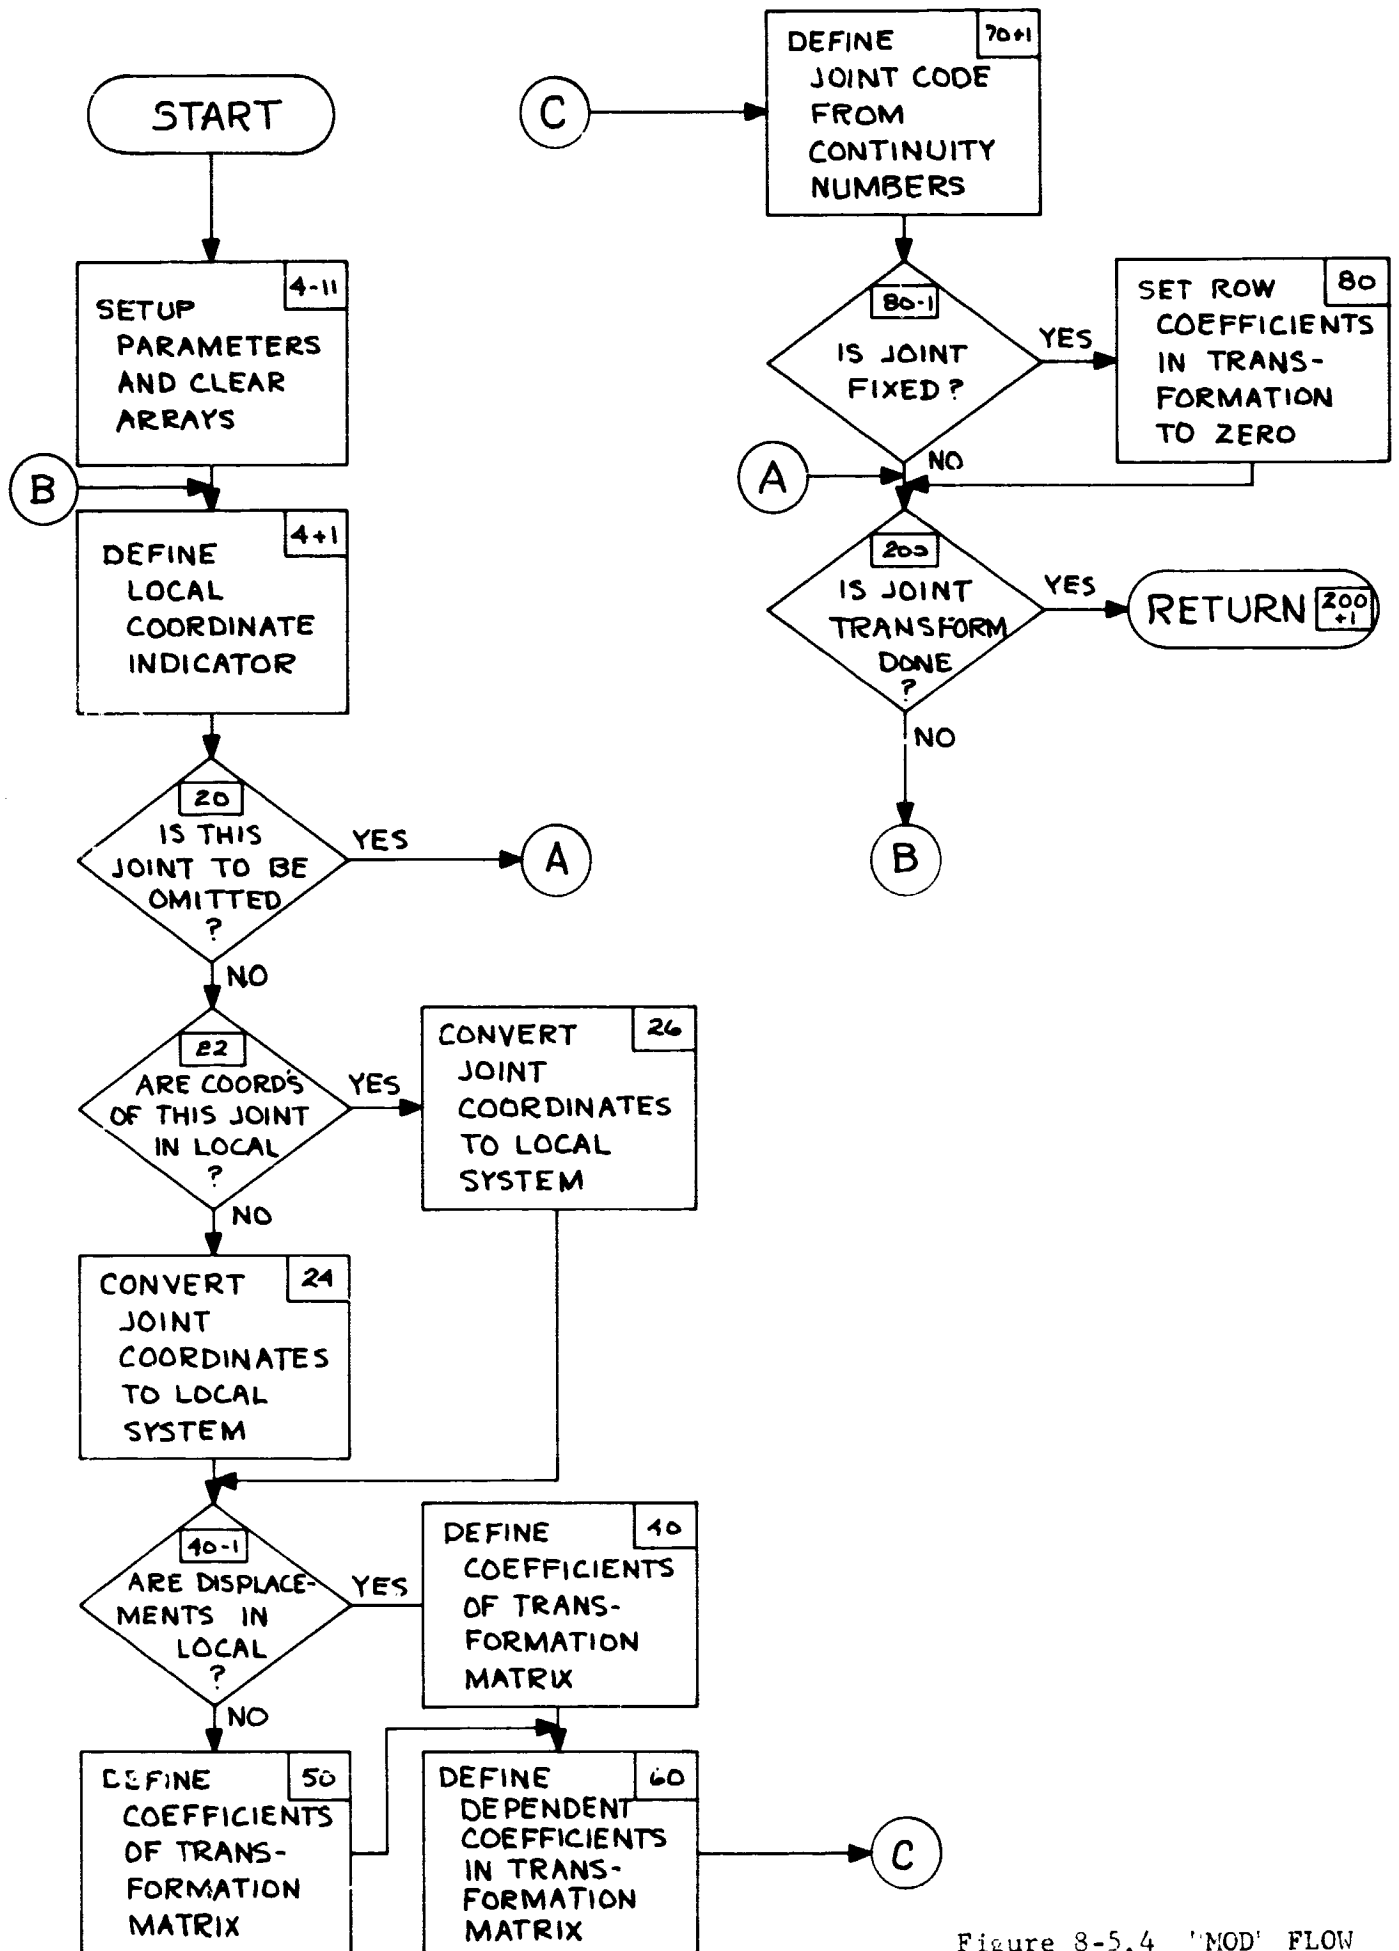 START
4-11
SETUP
PARAMETERS
AND CLEAR
ARRAYS
B
4+1
DEFINE
LOCAL
COORDINATE
INDICATOR
20
IS THIS
JOINT TO BE
OMITTED
?
YES
A
NO
22
ARE COORD'S
OF THIS JOINT
IN LOCAL
?
YES
26
CONVERT
JOINT
COORDINATES
TO LOCAL
SYSTEM
NO
24
CONVERT
JOINT
COORDINATES
TO LOCAL
SYSTEM
40-1
ARE DISPLACE-
MENTS IN
LOCAL
?
YES
40
DEFINE
COEFFICIENTS
OF TRANS-
FORMATION
MATRIX
NO
50
DEFINE
COEFFICIENTS
OF TRANS-
FORMATION
MATRIX
60
DEFINE
DEPENDENT
COEFFICIENTS
IN TRANS-
FORMATION
MATRIX
C
C
70+1
DEFINE
JOINT CODE
FROM
CONTINUITY
NUMBERS
80-1
IS JOINT
FIXED?
YES
80
SET ROW
COEFFICIENTS
IN TRANS-
FORMATION
TO ZERO
NO
A
200
IS JOINT
TRANSFORM
DONE
?
YES
RETURN
200
+1
NO
B
Figure 8-5.4 'MOD' FLOW